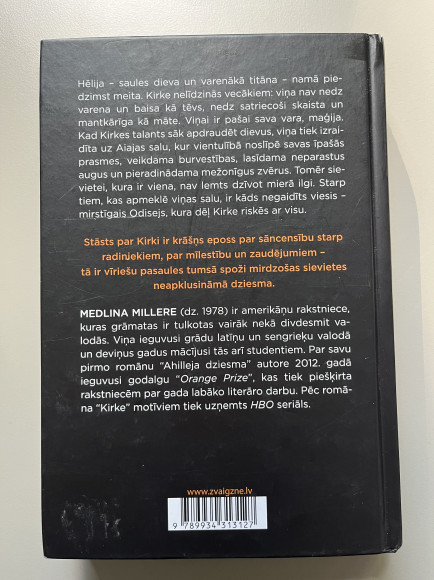 Hēlija – saules dieva un varenākā titāna – namā pie-
dzimst meita. Kirke nelīdzinās vecākiem: viņa nav nedz
varena un baisa kā tēvs, nedz satriecoši skaista un
mantkārīga kā māte. Viņai ir pašai sava vara, maģija.
Kad Kirkes talants sāk apdraudēt dievus, viņa tiek izrai-
dīta uz Aiajas salu, kur vientulībā noslīpē savas īpašās
prasmes, veikdama burvestības, lasīdama neparastus
augus un pieradinādama mežonīgus zvērus. Tomēr sie-
vietei, kura ir viena, nav lemts dzīvot mierā ilgi. Starp
tiem, kas apmeklē viņas salu, ir kāds negaidīts viesis –
mirstīgais Odisejs, kura dēļ Kirke riskēs ar visu.
Stāsts par Kirki ir krāšņs eposs par sāncensību starp
radiniekiem, par mīlestību un zaudējumiem –
tā ir vīriešu pasaules tumsā spoži mirdzošas sievietes
neapklusināmā dziesma.
MEDLINA MILLERE (dz. 1978) ir amerikāņu rakstniece,
kuras grāmatas ir tulkotas vairāk nekā divdesmit va-
lodās. Viņa ieguvusi grādu latīņu un sengrieķu valodā
un deviņus gadus mācījusi tās arī studentiem. Par savu
pirmo romānu “Ahilleja dziesma” autore 2012. gadā
ieguvusi godalgu “Orange Prize”, kas tiek piešķirta
rakstniecēm par gada labāko literāro darbu. Pēc romā-
na “Kirke” motīviem tiek uzņemts HBO seriāls.
www.zvaigzne.lv
9 789934 313127